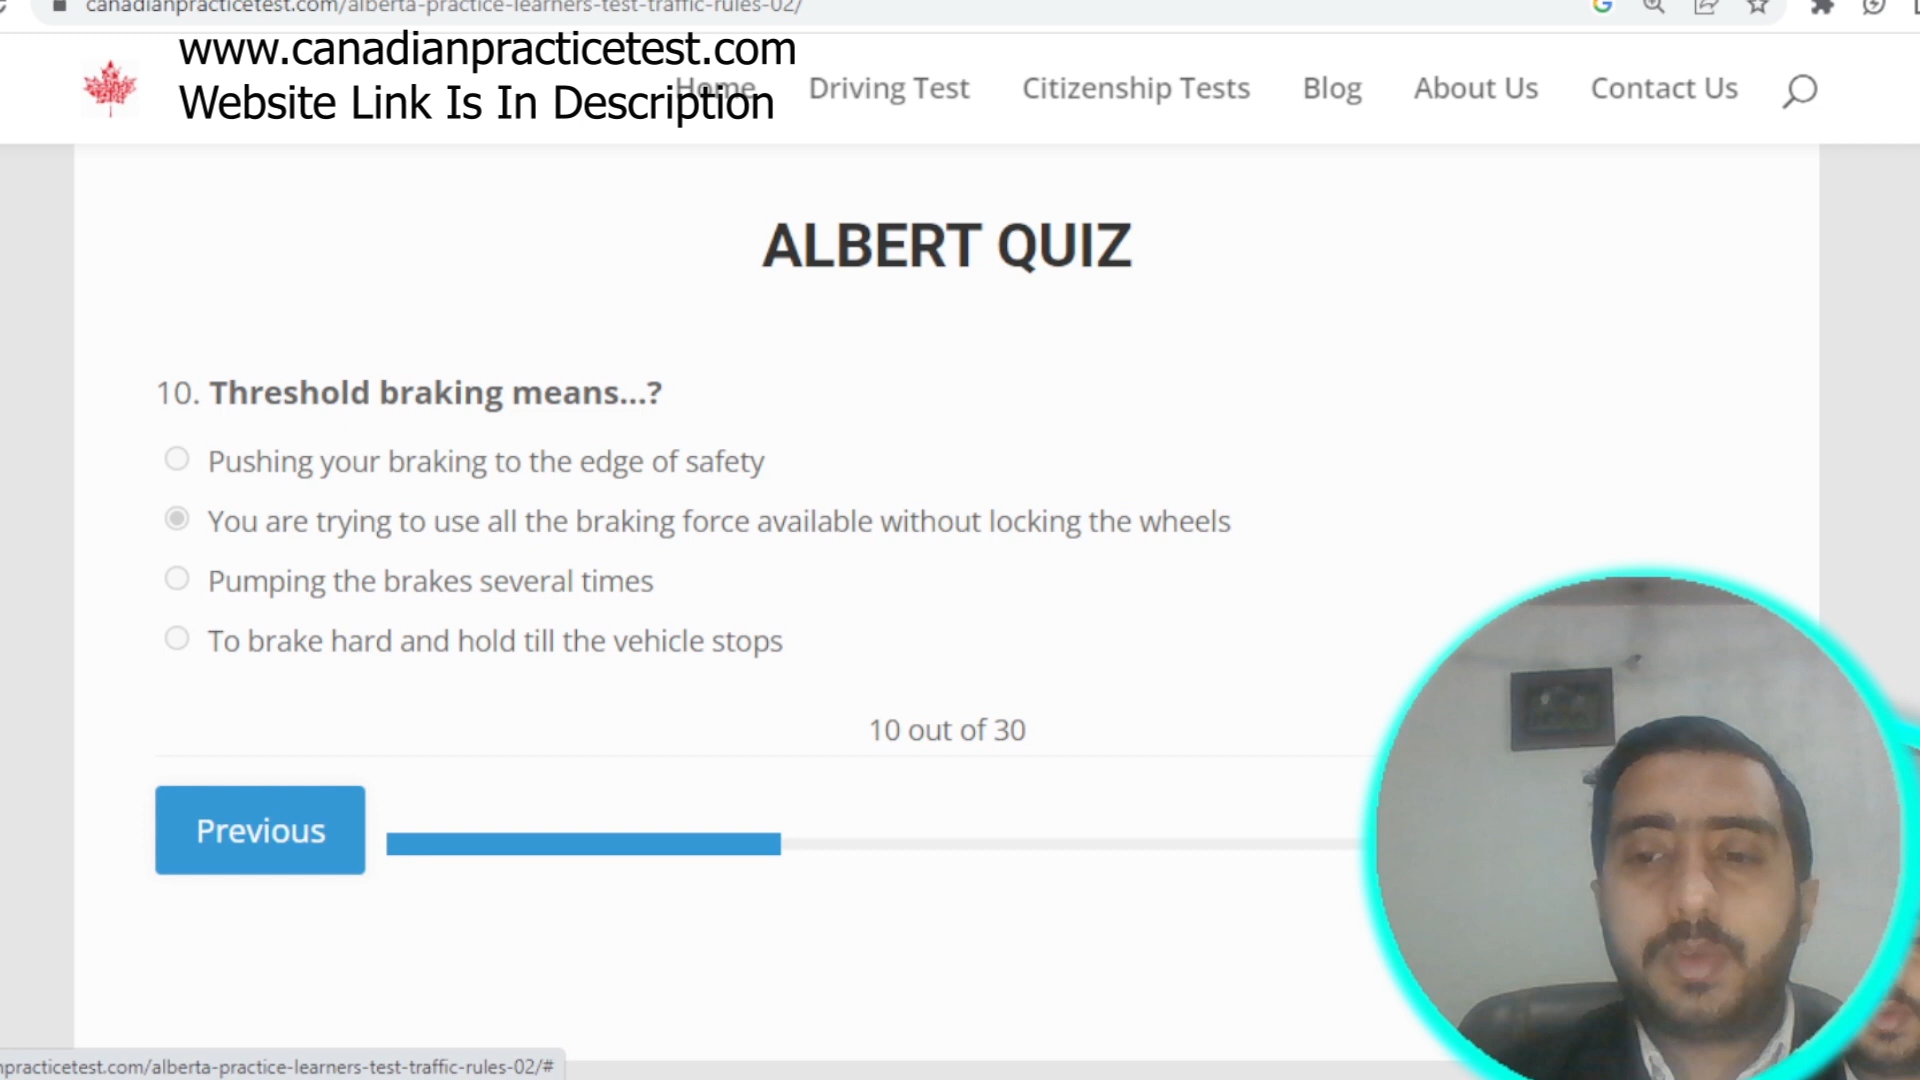 canadianpracticetest.com/alberta-practice-learners-test-traffic-rules-02/
www.canadianpracticetest.com
Website Link Is In Description
Home Driving Test Citizenship Tests Blog About Us Contact Us
ALBERT QUIZ
10. Threshold braking means...?
Pushing your braking to the edge of safety
You are trying to use all the braking force available without locking the wheels
Pumping the brakes several times
To brake hard and hold till the vehicle stops
10 out of 30
Previous
npracticetest.com/alberta-practice-learners-test-traffic-rules-02/#